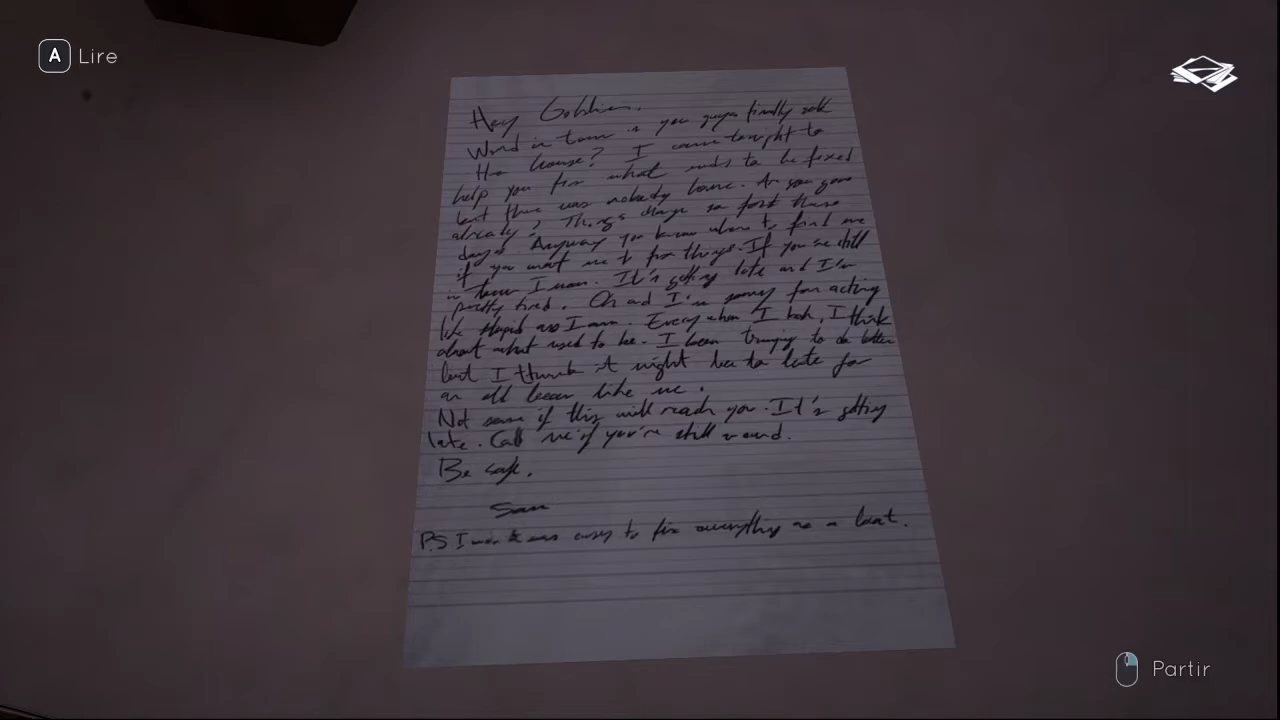 A Lire
Hey Goblins.
Word in town is you guys finally sold
the house? I came tonight to
help you fix what needs to be fixed
but there was nobody home. Are you gone
already? Things change so fast these
days. Anyway you know where to find me
if you want me to fix things. If you're still
in town I mean. It's getting late and I'm
pretty tired. Oh and I'm sorry for acting
like stupid ass I am. Every when I look, I think
about what used to be. I been trying to do better
but I think it might be to late for
an old like me.
Not sure if this will reach you. It's getting
late. Call me if you're still around.
Be safe.
Sam
PS I was easy to fix everything as a boat.
Partir